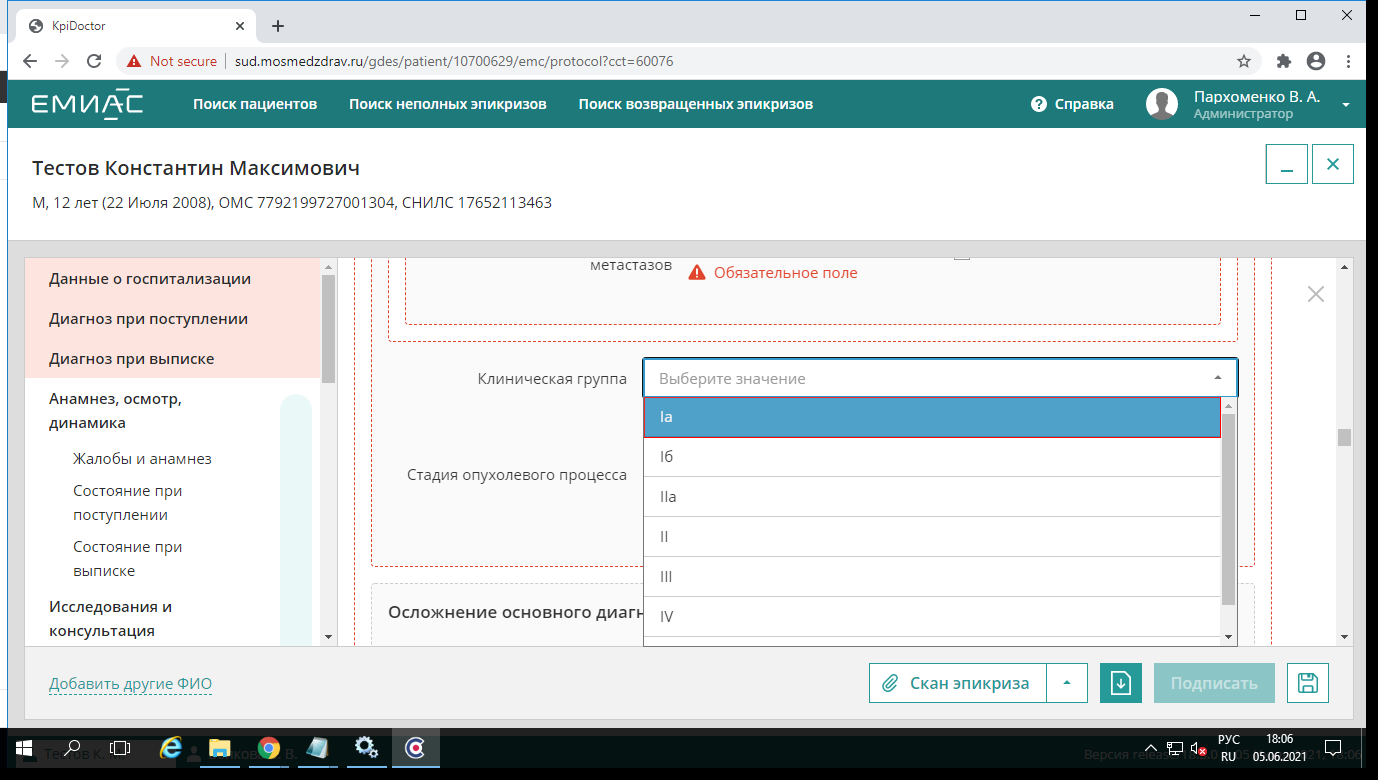 KpiDoctor
Not secure
sud.mosmedzdrav.ru/gdes/patient/10700629/emc/protocol?cct=60076
ЕМИАС
Поиск пациентов
Поиск неполных эпикризов
Поиск возвращенных эпикризов
Справка
Пархоменко В. А.
Администратор
Тестов Константин Максимович
М, 12 лет (22 Июля 2008), ОМС 7792199727001304, СНИЛС 17652113463
Данные о госпитализации
Диагноз при поступлении
Диагноз при выписке
Анамнез, осмотр,
динамика
Жалобы и анамнез
Состояние при
поступлении
Состояние при
выписке
Исследования и
консультация
метастазов
Обязательное поле
Клиническая группа
Выберите значение
Iа
Iб
IIа
II
III
IV
Стадия опухолевого процесса
Осложнение основного диагн
Добавить другие ФИО
Скан эпикриза
Подписать
Тестов К. М.
Версия release
РУС
RU
18:06
05.06.2021